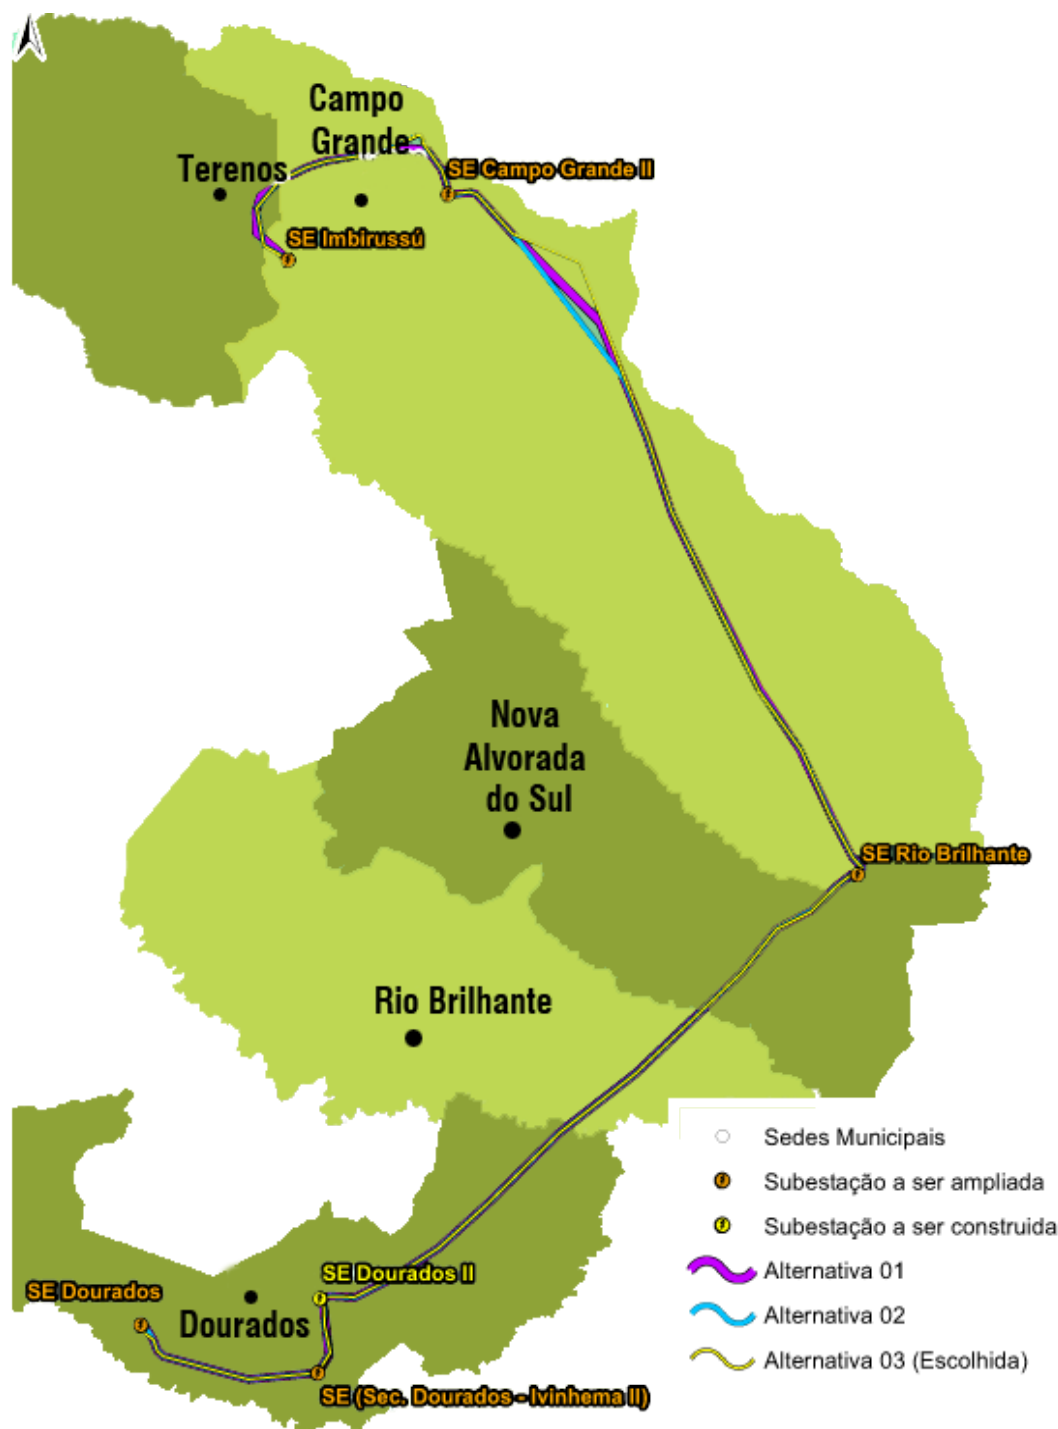 Campo
Grande
Terenos
SE Campo Grande II
SE Imbirussú
Nova
Alvorada
do Sul
SE Rio Brilhante
Rio Brilhante
SE Dourados II
SE Dourados
Dourados
SE (Sec. Dourados - Ivinhema II)
Sedes Municipais
Subestação a ser ampliada
Subestação a ser construida
Alternativa 01
Alternativa 02
Alternativa 03 (Escolhida)